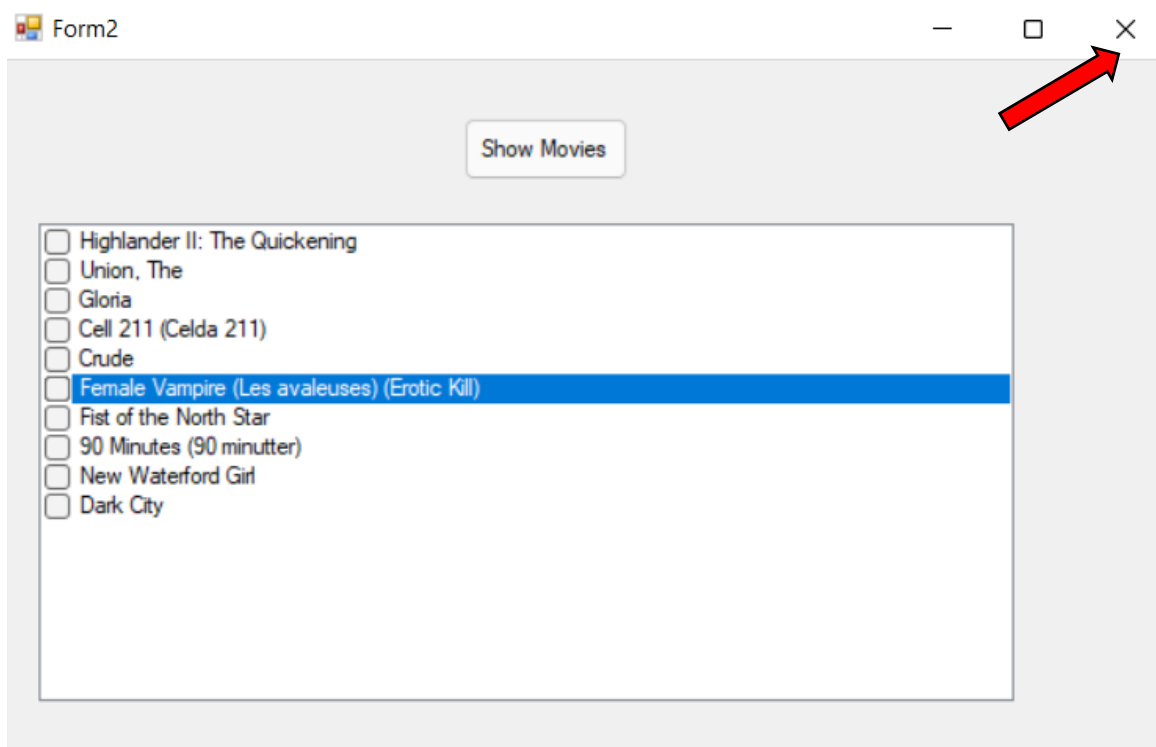 Form2
Show Movies
Highlander II: The Quickening
Union, The
Gloria
Cell 211 (Celda 211)
Crude
Female Vampire (Les avaleuses) (Erotic Kill)
Fist of the North Star
90 Minutes (90 minutter)
New Waterford Girl
Dark City